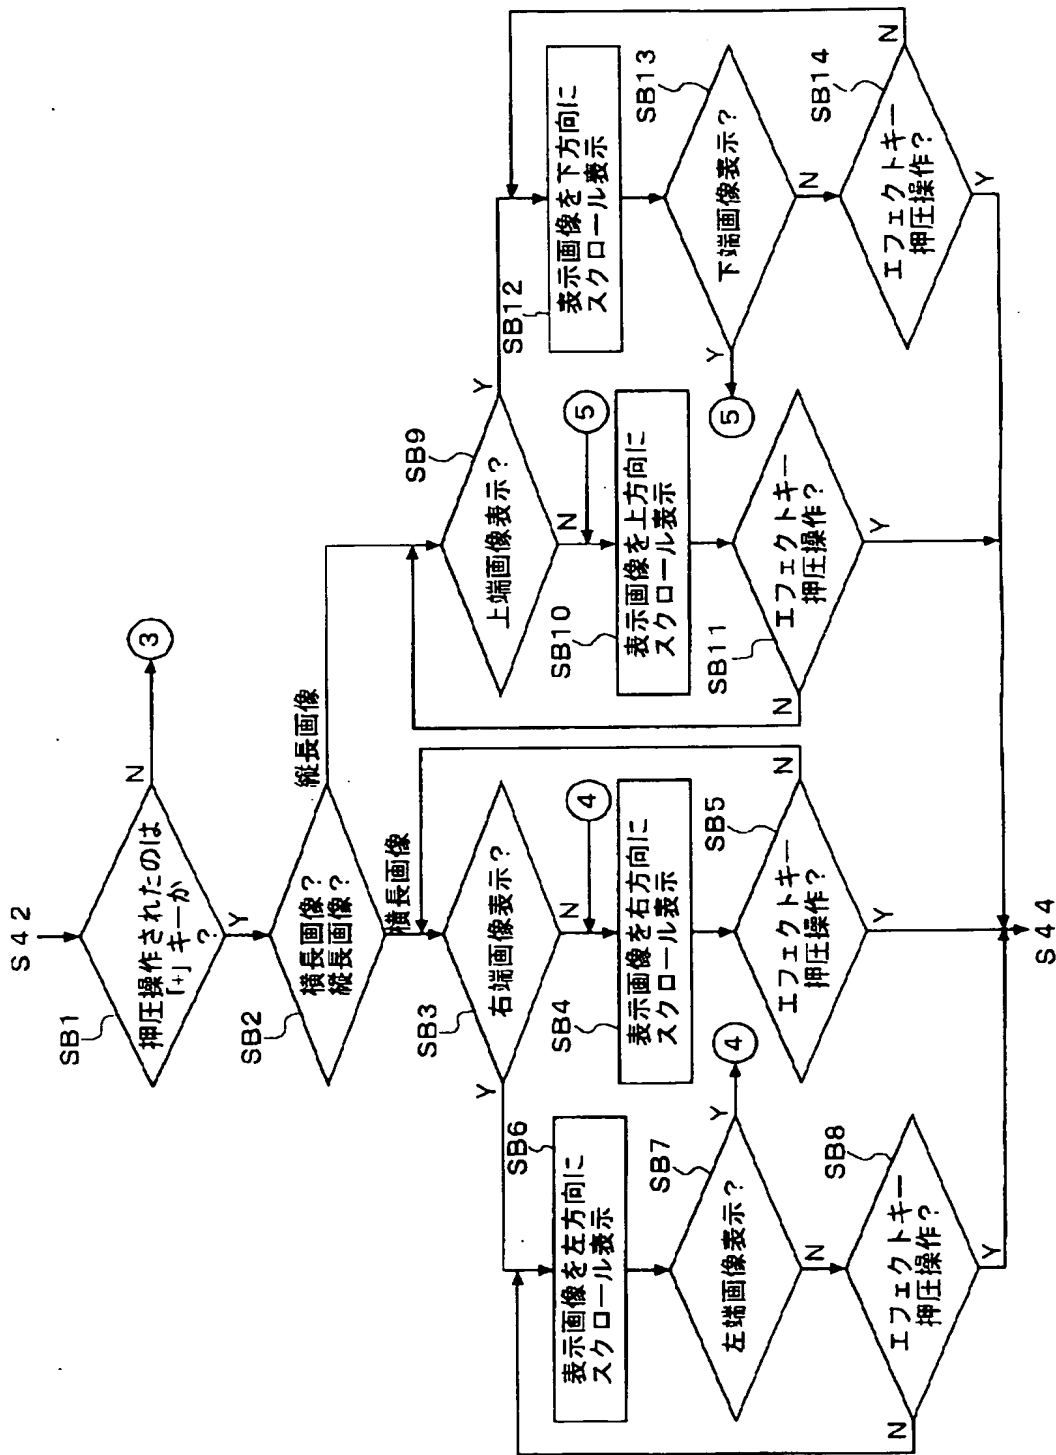 S42
SB1
押圧操作されたのは
「+」キーか
?
N
③
Y
SB2
横長画像?
縦長画像?
縦長画像
横長画像
SB3
右端画像表示?
Y
N
④
SB4
表示画像を右方向に
スクロール表示
SB5
エフェクトキー
押圧操作?
N
Y
SB6
表示画像を左方向に
スクロール表示
SB7
左端画像表示?
Y
④
N
SB8
エフェクトキー
押圧操作?
N
Y
SB9
上端画像表示?
Y
N
⑤
SB10
表示画像を上方向に
スクロール表示
SB11
エフェクトキー
押圧操作?
N
Y
SB12
表示画像を下方向に
スクロール表示
SB13
下端画像表示?
Y
⑤
N
SB14
エフェクトキー
押圧操作?
N
Y
S44